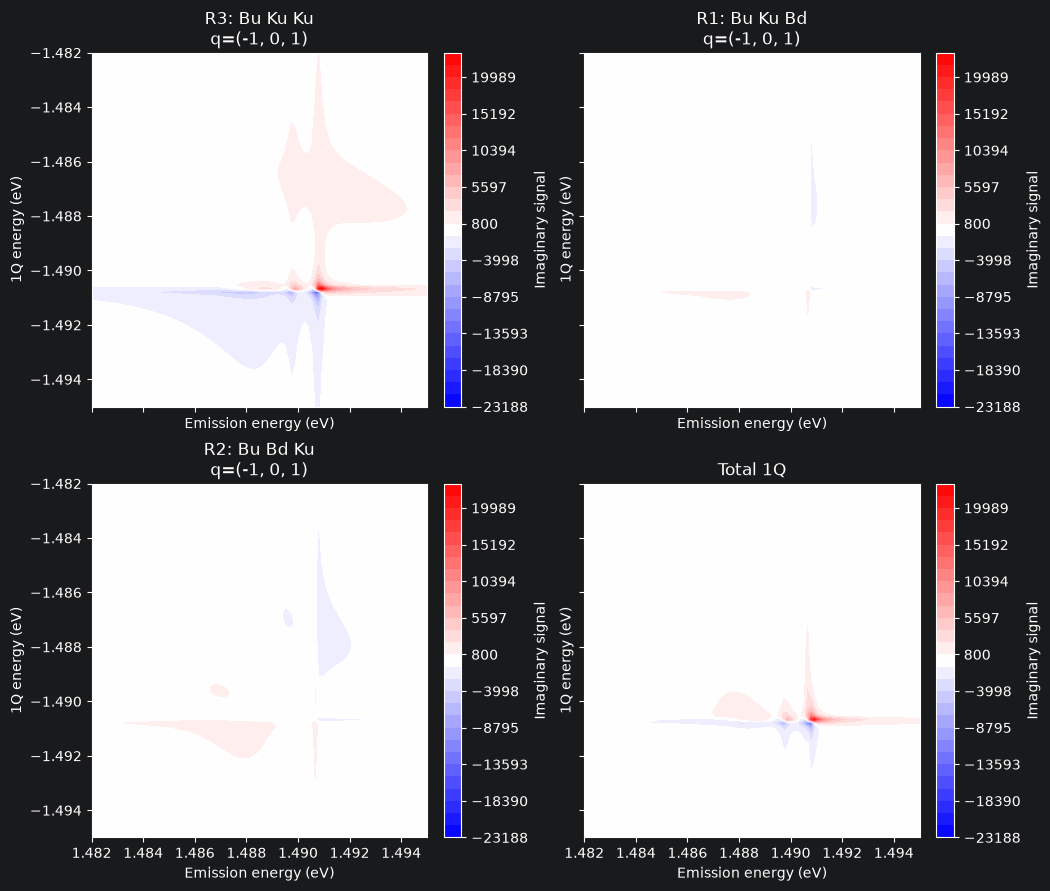 R3: Bu Ku Ku
q=(-1, 0, 1)
R1: Bu Ku Bd
q=(-1, 0, 1)
−1.482
−1.484
−1.486
−1.488
−1.490
−1.492
−1.494
1Q energy (eV)
Emission energy (eV)
19989
15192
10394
5597
800
−3998
−8795
−13593
−18390
−23188
Imaginary signal
1Q energy (eV)
Emission energy (eV)
19989
15192
10394
5597
800
−3998
−8795
−13593
−18390
−23188
Imaginary signal
R2: Bu Bd Ku
q=(-1, 0, 1)
Total 1Q
−1.482
−1.484
−1.486
−1.488
−1.490
−1.492
−1.494
1Q energy (eV)
1.482 1.484 1.486 1.488 1.490 1.492 1.494
Emission energy (eV)
19989
15192
10394
5597
800
−3998
−8795
−13593
−18390
−23188
Imaginary signal
1Q energy (eV)
1.482 1.484 1.486 1.488 1.490 1.492 1.494
Emission energy (eV)
19989
15192
10394
5597
800
−3998
−8795
−13593
−18390
−23188
Imaginary signal